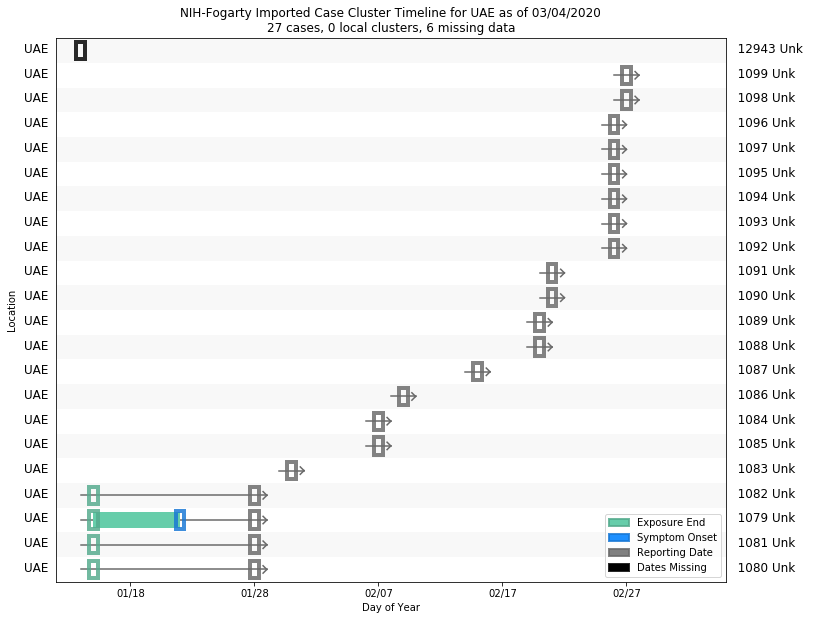 NIH-Fogarty Imported Case Cluster Timeline for UAE as of 03/04/2020
27 cases, 0 local clusters, 6 missing data
UAE 12943 Unk
UAE 1099 Unk
UAE 1098 Unk
UAE 1096 Unk
UAE 1097 Unk
UAE 1095 Unk
UAE 1094 Unk
UAE 1093 Unk
UAE 1092 Unk
UAE 1091 Unk
UAE 1090 Unk
UAE 1089 Unk
UAE 1088 Unk
UAE 1087 Unk
UAE 1086 Unk
UAE 1084 Unk
UAE 1085 Unk
UAE 1083 Unk
UAE 1082 Unk
UAE 1079 Unk
UAE 1081 Unk
UAE 1080 Unk
Location
Exposure End
Symptom Onset
Reporting Date
Dates Missing
01/18 01/28 02/07 02/17 02/27
Day of Year